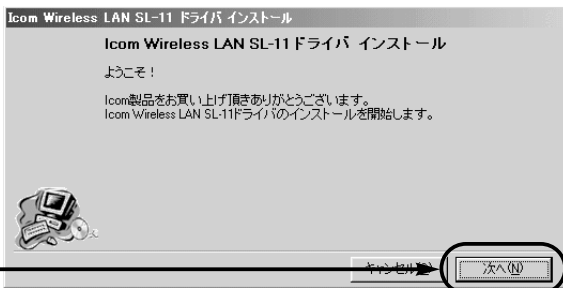 Icom Wireless LAN SL-11 ドライバ インストール
Icom Wireless LAN SL-11ドライバ インストール
ようこそ！
Icom製品をお買い上げ頂きありがとうございます。
Icom Wireless LAN SL-11ドライバのインストールを開始します。
キャンセル
次へ(N)